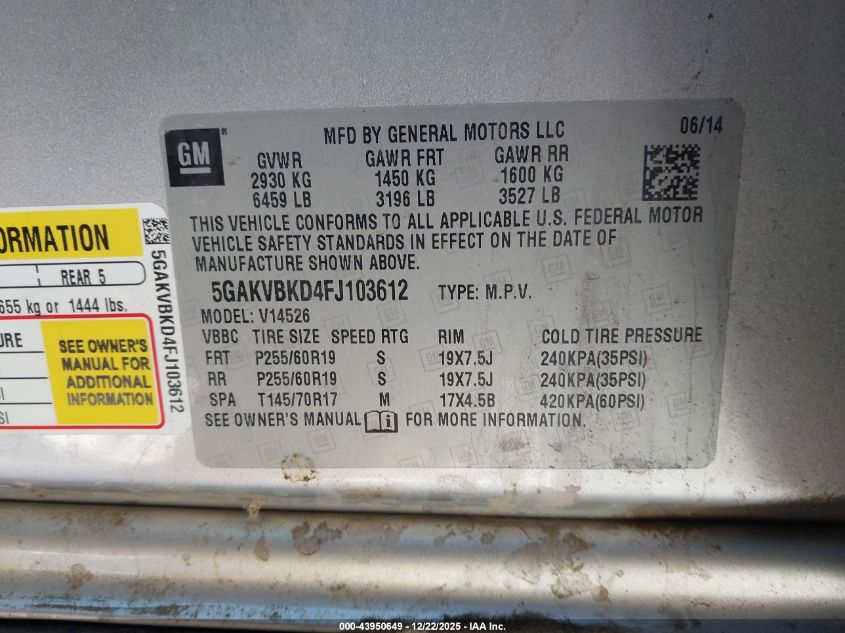 GM
®
MFD BY GENERAL MOTORS LLC
06/14
GVWR GAWR FRT GAWR RR
2930 KG 1450 KG 1600 KG
6459 LB 3196 LB 3527 LB
THIS VEHICLE CONFORMS TO ALL APPLICABLE U.S. FEDERAL MOTOR
VEHICLE SAFETY STANDARDS IN EFFECT ON THE DATE OF
MANUFACTURE SHOWN ABOVE.
5GAKVBKD4FJ103612 TYPE: M.P.V.
MODEL: V14526
VBBC TIRE SIZE SPEED RTG RIM COLD TIRE PRESSURE
FRT P255/60R19 S 19X7.5J 240KPA(35PSI)
RR P255/60R19 S 19X7.5J 240KPA(35PSI)
SPA T145/70R17 M 17X4.5B 420KPA(60PSI)
SEE OWNER'S MANUAL FOR MORE INFORMATION.
ORMATION
REAR 5
655 kg or 1444 lbs.
URE
SEE OWNER'S
MANUAL FOR
ADDITIONAL
INFORMATION
5GAKVBKD4FJ103612
000-43950649 - 12/22/2025 - IAA Inc.